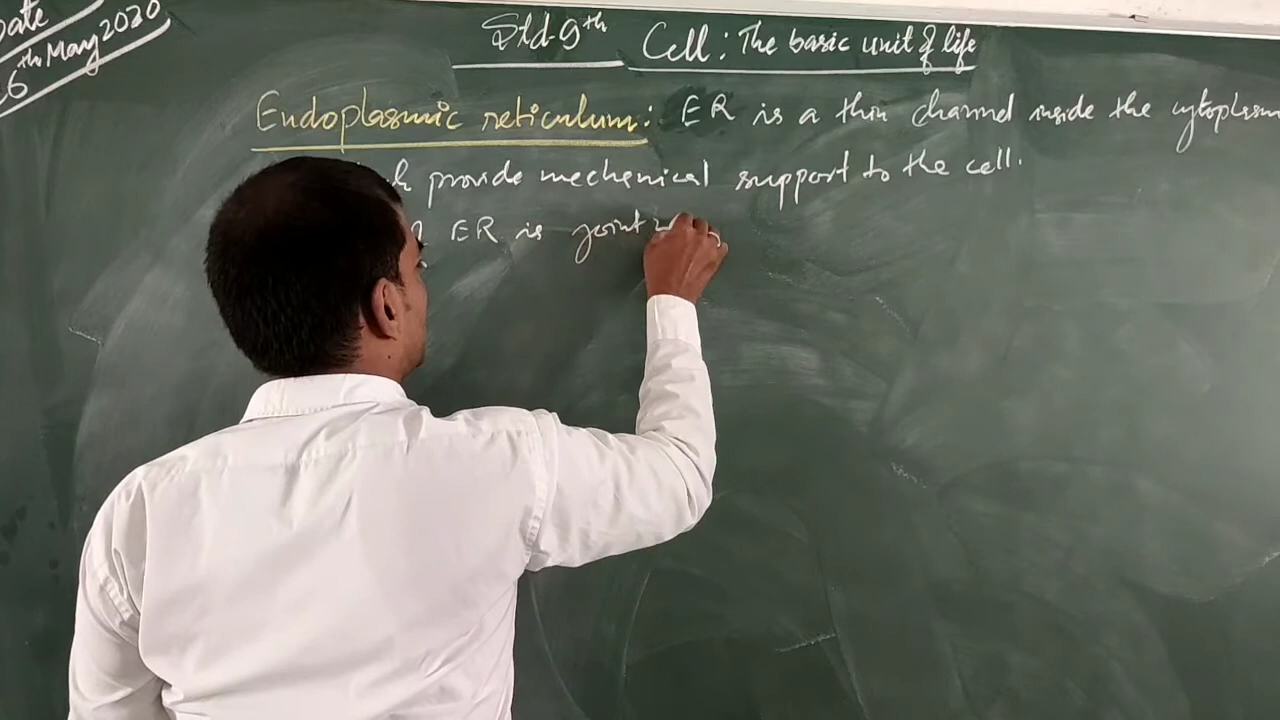 Date
6th May 2020
Std-9th Cell : The basic unit of life
Endoplasmic reticulum : ER is a thin channel inside the cytoplasm
provide mechenical support to the cell.
ER is joint